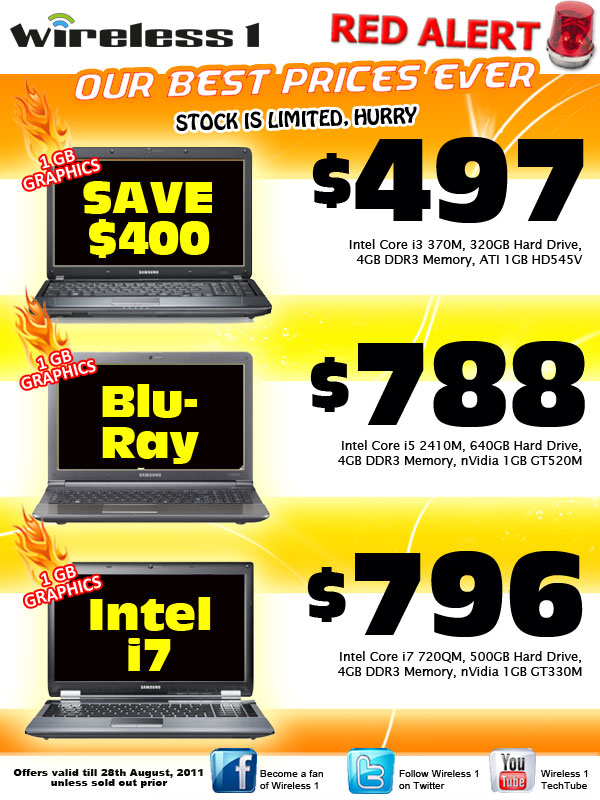 wireless 1
RED ALERT
OUR BEST PRICES EVER
STOCK IS LIMITED, HURRY
1 GB
GRAPHICS
SAVE
$400
SAMSUNG
$497
Intel Core i3 370M, 320GB Hard Drive,
4GB DDR3 Memory, ATI 1GB HD545V
1 GB
GRAPHICS
Blu-
Ray
SAMSUNG
$788
Intel Core i5 2410M, 640GB Hard Drive,
4GB DDR3 Memory, nVidia 1GB GT520M
1 GB
GRAPHICS
Intel
i7
SAMSUNG
$796
Intel Core i7 720QM, 500GB Hard Drive,
4GB DDR3 Memory, nVidia 1GB GT330M
Offers valid till 28th August, 2011
unless sold out prior
f
Become a fan
of Wireless 1
t
Follow Wireless 1
on Twitter
You
Tube
Wireless 1
TechTube